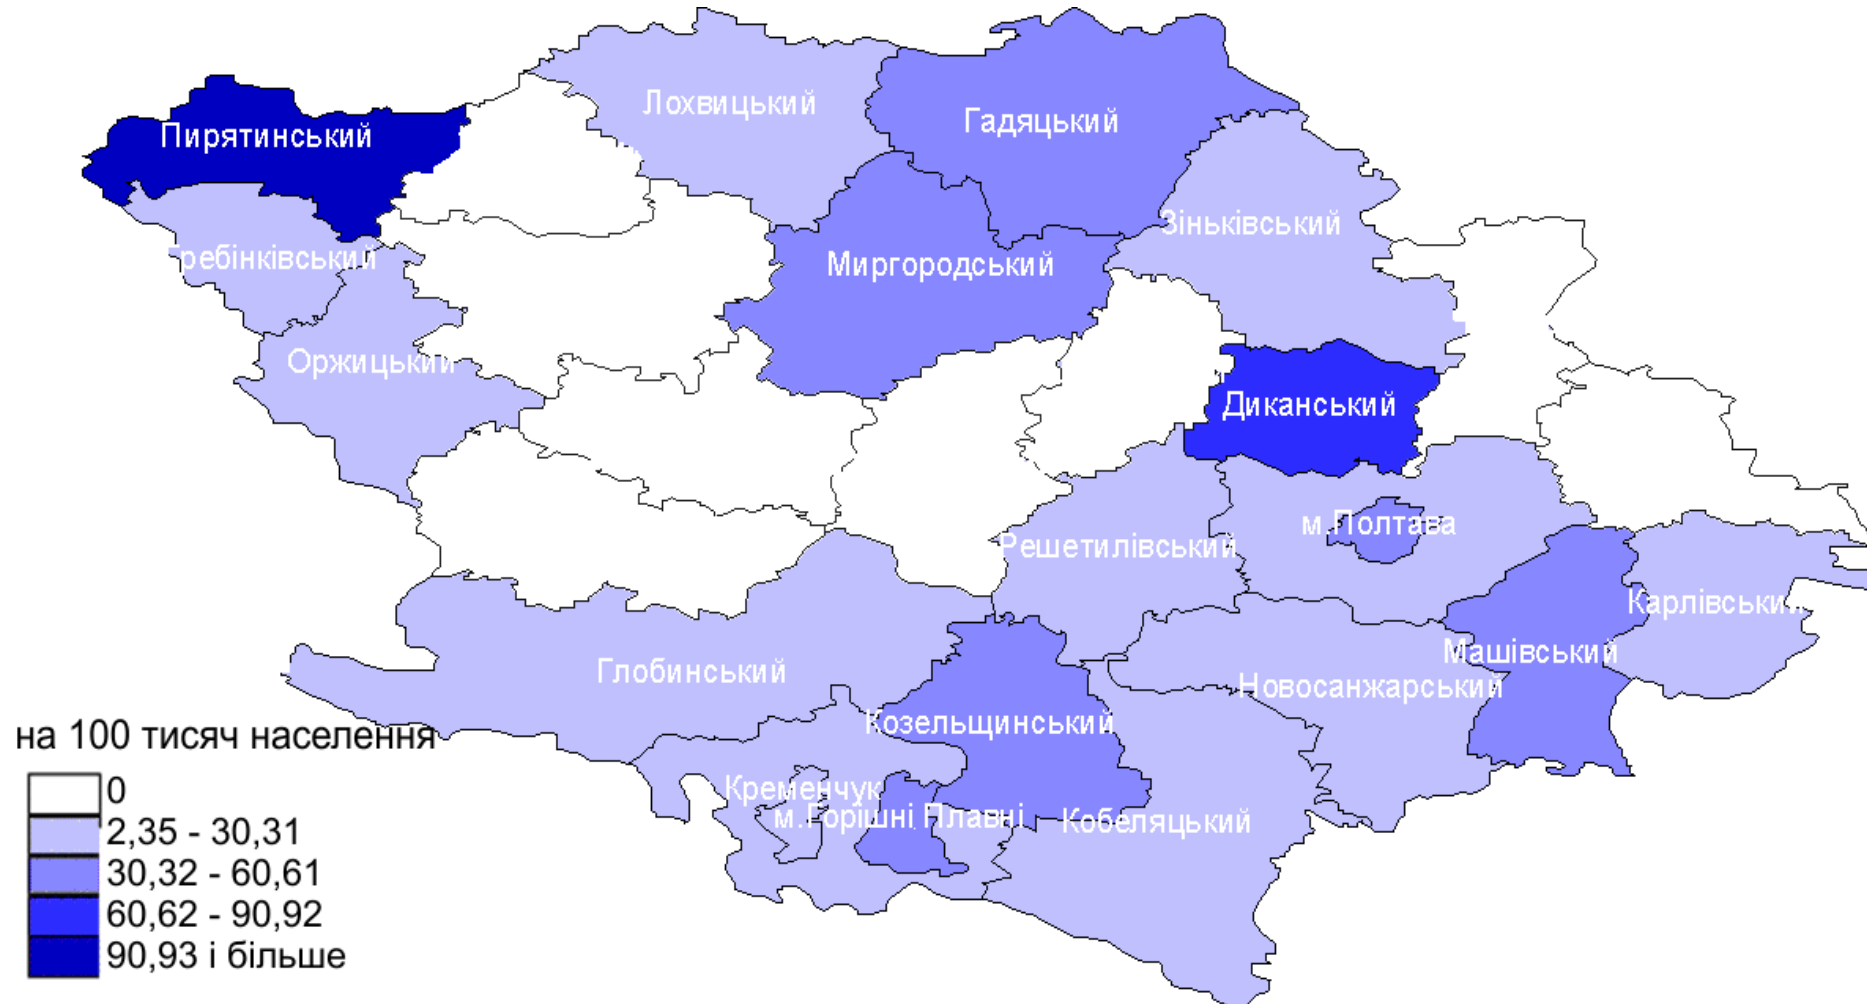 Лохвицький
Гадяцький
Пирятинський
Зіньківський
Гребінківський
Миргородський
Оржицький
Диканський
м.Полтава
Решетилівський
Карлівський
Машівський
Глобинський
Новосанжарський
Козельщинський
Кременчук
м.Горішні Плавні
Кобеляцький
на 100 тисяч населення
0
2,35 - 30,31
30,32 - 60,61
60,62 - 90,92
90,93 і більше